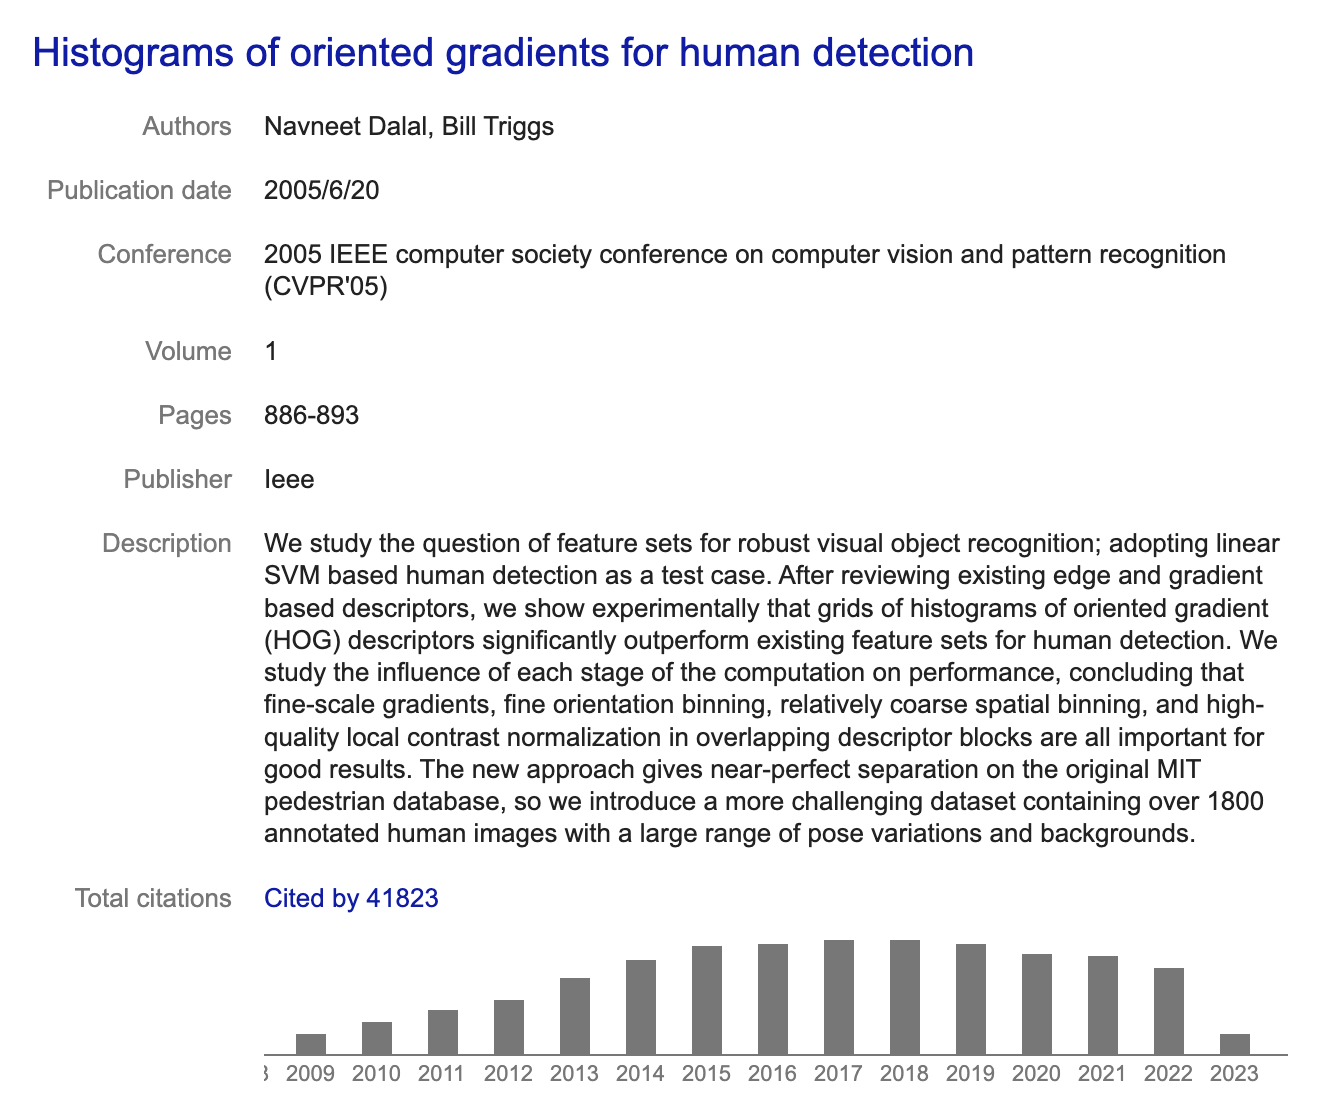 Histograms of oriented gradients for human detection
Authors Navneet Dalal, Bill Triggs
Publication date 2005/6/20
Conference 2005 IEEE computer society conference on computer vision and pattern recognition
(CVPR'05)
Volume 1
Pages 886-893
Publisher Ieee
Description We study the question of feature sets for robust visual object recognition; adopting linear
SVM based human detection as a test case. After reviewing existing edge and gradient
based descriptors, we show experimentally that grids of histograms of oriented gradient
(HOG) descriptors significantly outperform existing feature sets for human detection. We
study the influence of each stage of the computation on performance, concluding that
fine-scale gradients, fine orientation binning, relatively coarse spatial binning, and high-
quality local contrast normalization in overlapping descriptor blocks are all important for
good results. The new approach gives near-perfect separation on the original MIT
pedestrian database, so we introduce a more challenging dataset containing over 1800
annotated human images with a large range of pose variations and backgrounds.
Total citations Cited by 41823
2009 2010 2011 2012 2013 2014 2015 2016 2017 2018 2019 2020 2021 2022 2023